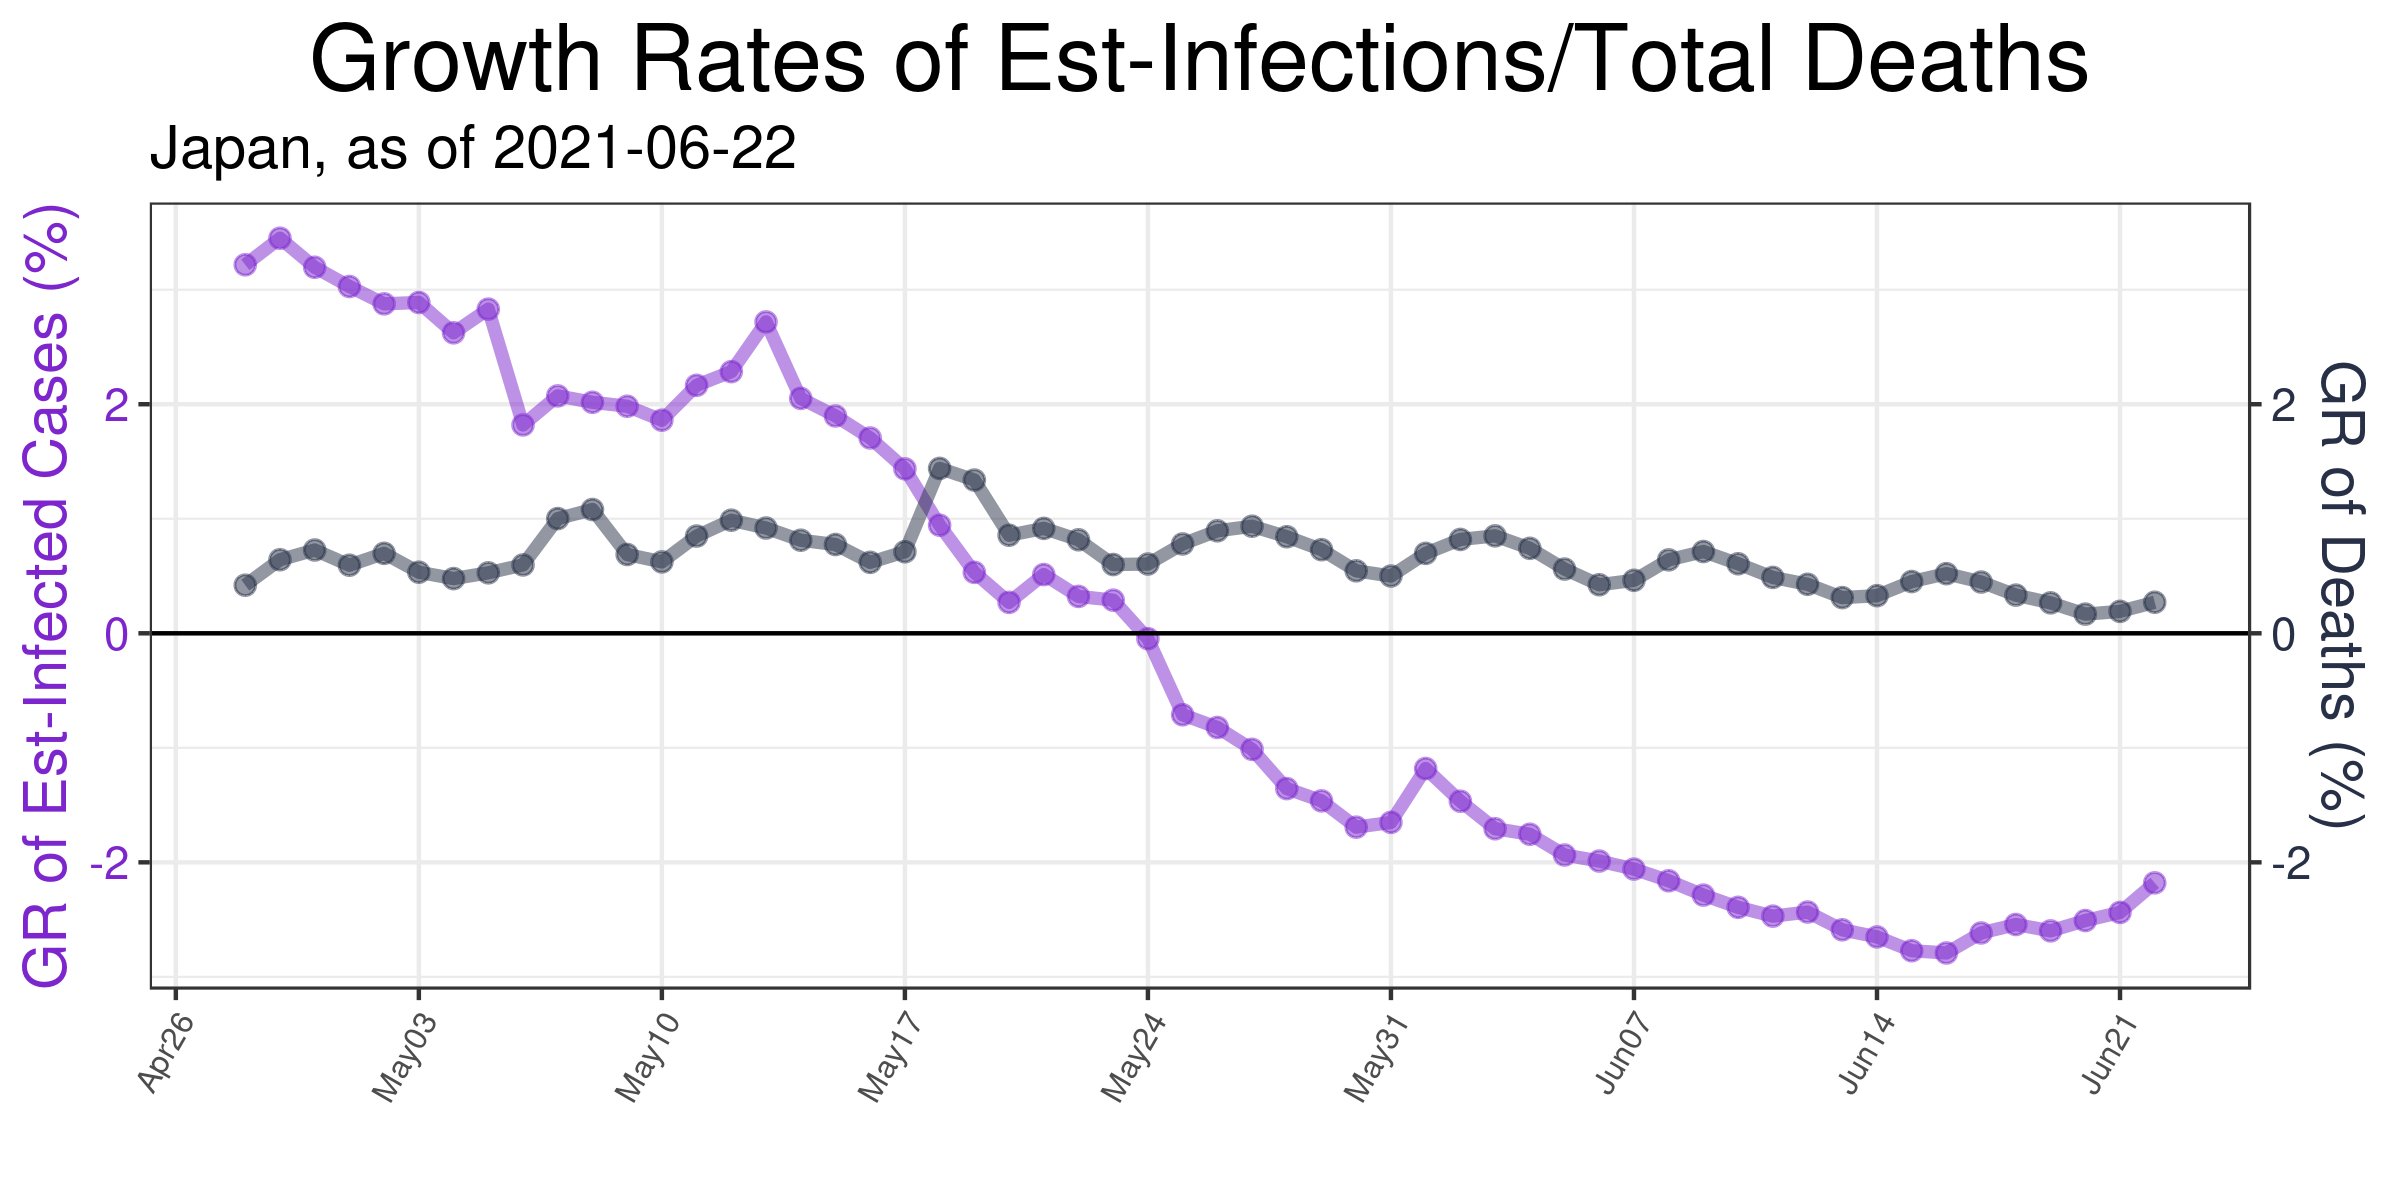 Growth Rates of Est-Infections/Total Deaths
Japan, as of 2021-06-22
GR of Est-Infected Cases (%)
2
0
-2
2
0
-2
GR of Deaths (%)
Apr26
May03
May10
May17
May24
May31
Jun07
Jun14
Jun21